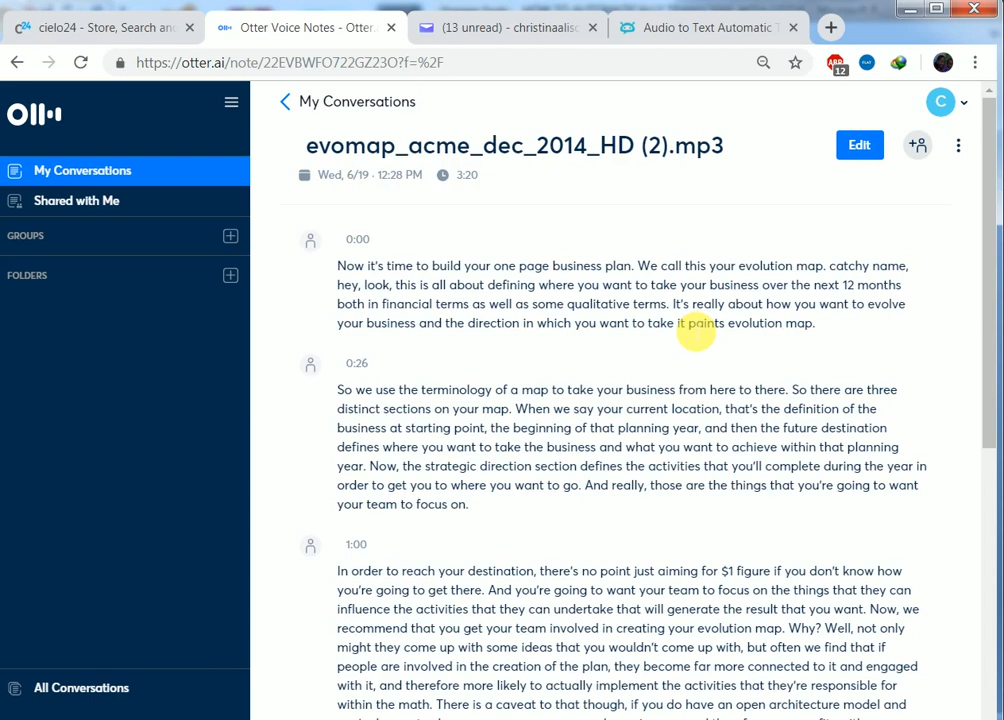 cielo24 - Store, Search and
Otter Voice Notes - Otter.
(13 unread) - christinaalisc
Audio to Text Automatic T
https://otter.ai/note/22EVBWFO722GZ23O?f=%2F
ABP
12
My Conversations
C
evomap_acme_dec_2014_HD (2).mp3
Edit
Wed, 6/19 · 12:28 PM
3:20
My Conversations
Shared with Me
GROUPS
FOLDERS
All Conversations
0:00
Now it's time to build your one page business plan. We call this your evolution map. catchy name,
hey, look, this is all about defining where you want to take your business over the next 12 months
both in financial terms as well as some qualitative terms. It's really about how you want to evolve
your business and the direction in which you want to take it paints evolution map.
0:26
So we use the terminology of a map to take your business from here to there. So there are three
distinct sections on your map. When we say your current location, that's the definition of the
business at starting point, the beginning of that planning year, and then the future destination
defines where you want to take the business and what you want to achieve within that planning
year. Now, the strategic direction section defines the activities that you'll complete during the year in
order to get you to where you want to go. And really, those are the things that you're going to want
your team to focus on.
1:00
In order to reach your destination, there's no point just aiming for $1 figure if you don't know how
you're going to get there. And you're going to want your team to focus on the things that they can
influence the activities that they can undertake that will generate the result that you want. Now, we
recommend that you get your team involved in creating your evolution map. Why? Well, not only
might they come up with some ideas that you wouldn't come up with, but often we find that if
people are involved in the creation of the plan, they become far more connected to it and engaged
with it, and therefore more likely to actually implement the activities that they're responsible for
within the math. There is a caveat to that though, if you do have an open architecture model and